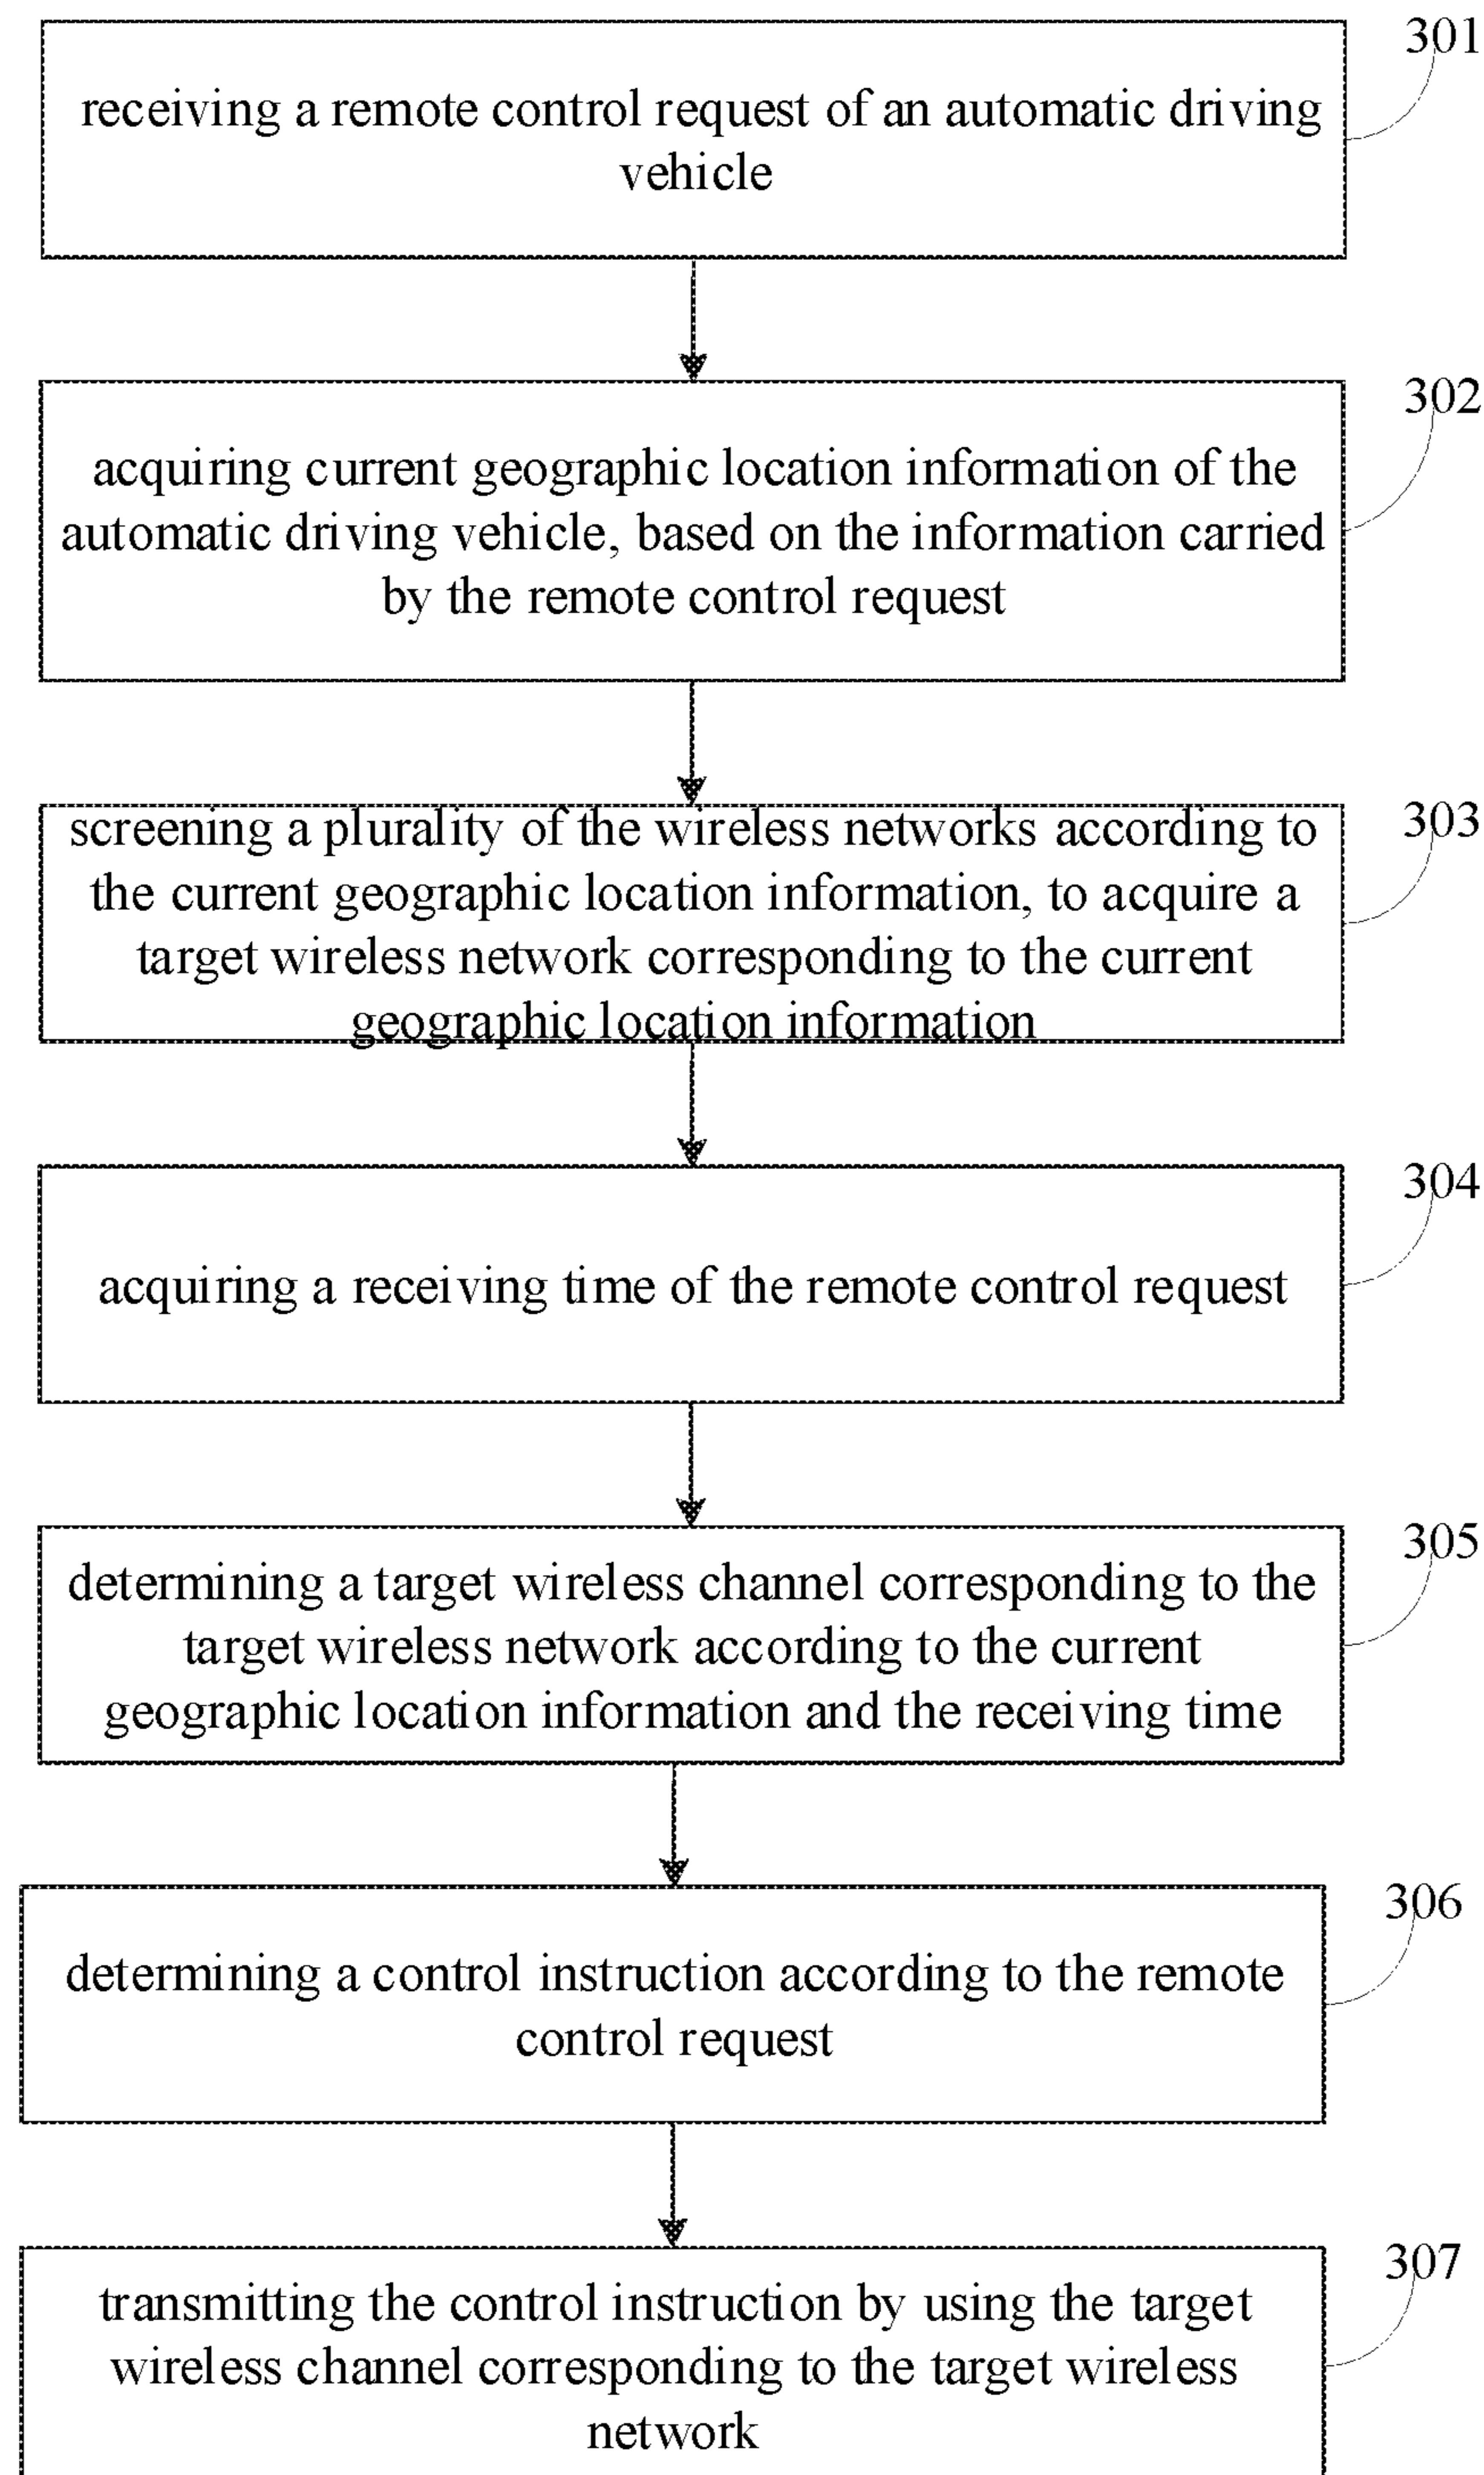 301
receiving a remote control request of an automatic driving
vehicle
302
acquiring current geographic location information of the
automatic driving vehicle, based on the information carried
by the remote control request
303
screening a plurality of the wireless networks according to
the current geographic location information, to acquire a
target wireless network corresponding to the current
geographic location information
304
acquiring a receiving time of the remote control request
305
determining a target wireless channel corresponding to the
target wireless network according to the current
geographic location information and the receiving time
306
determining a control instruction according to the remote
control request
307
transmitting the control instruction by using the target
wireless channel corresponding to the target wireless
network